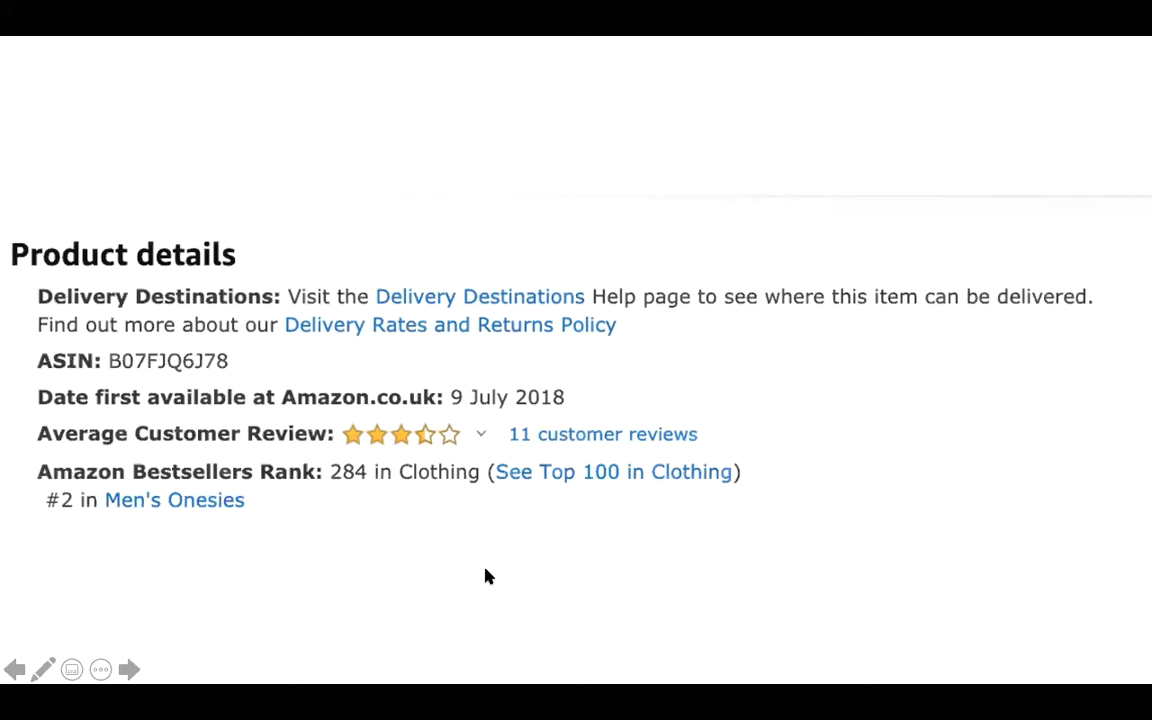 Product details
Delivery Destinations: Visit the Delivery Destinations Help page to see where this item can be delivered.
Find out more about our Delivery Rates and Returns Policy
ASIN: B07FJQ6J78
Date first available at Amazon.co.uk: 9 July 2018
Average Customer Review: 11 customer reviews
Amazon Bestsellers Rank: 284 in Clothing (See Top 100 in Clothing)
#2 in Men's Onesies